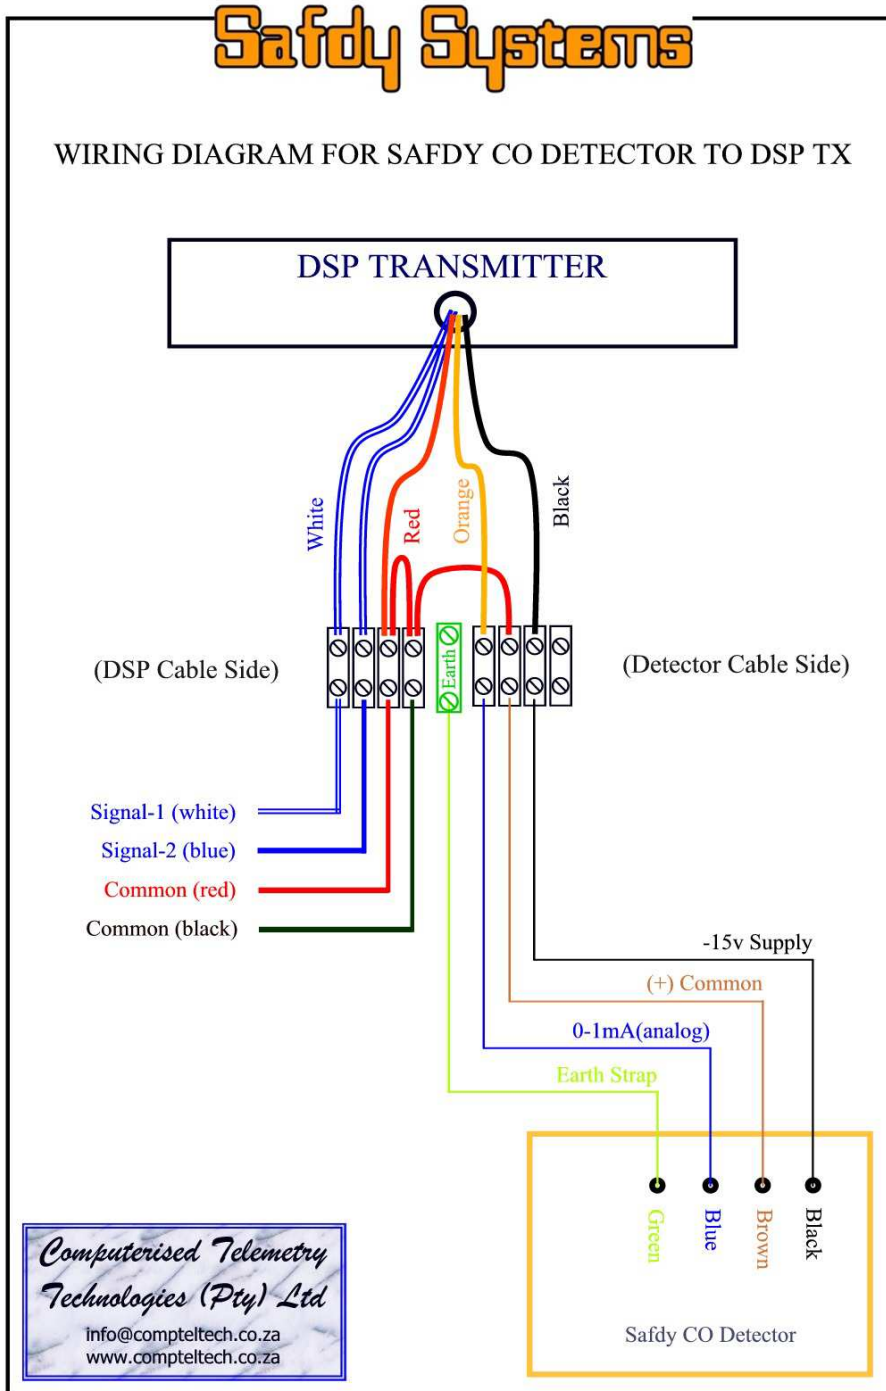 Safdy Systems
WIRING DIAGRAM FOR SAFDY CO DETECTOR TO DSP TX
DSP TRANSMITTER
White
Red
Orange
Black
(DSP Cable Side)
Earth
(Detector Cable Side)
Signal-1 (white)
Signal-2 (blue)
Common (red)
Common (black)
-15v Supply
(+) Common
0-1mA(analog)
Earth Strap
Green
Blue
Brown
Black
Safdy CO Detector
Computerised Telemetry
Technologies (Pty) Ltd
info@compteltech.co.za
www.compteltech.co.za